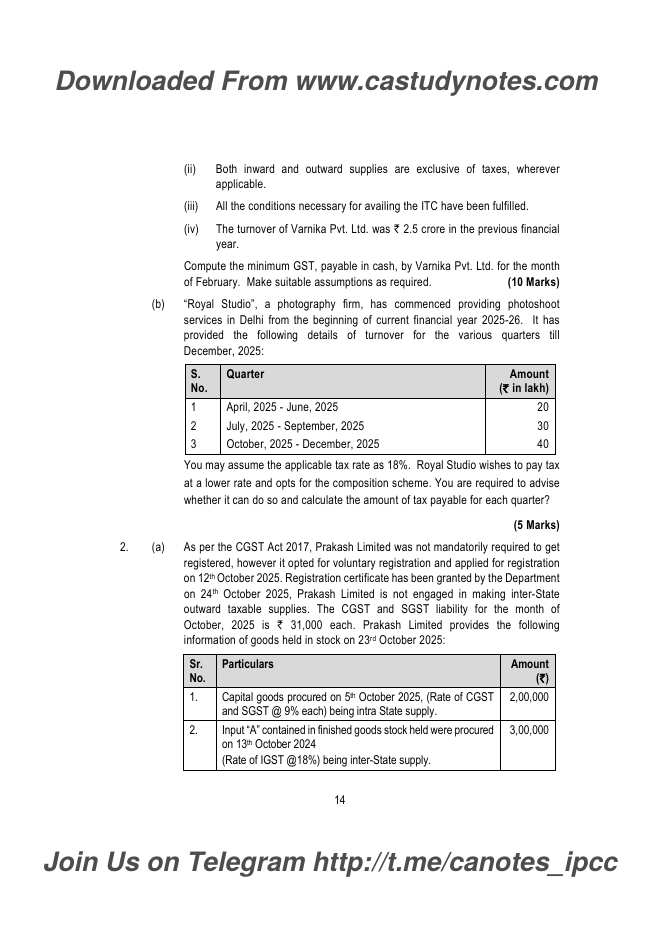 Downloaded From www.castudynotes.com
(ii) Both inward and outward supplies are exclusive of taxes, wherever
applicable.
(iii) All the conditions necessary for availing the ITC have been fulfilled.
(iv) The turnover of Varnika Pvt. Ltd. was ₹ 2.5 crore in the previous financial
year.
Compute the minimum GST, payable in cash, by Varnika Pvt. Ltd. for the month
of February. Make suitable assumptions as required. (10 Marks)
(b) “Royal Studio”, a photography firm, has commenced providing photoshoot
services in Delhi from the beginning of current financial year 2025-26. It has
provided the following details of turnover for the various quarters till
December, 2025:
S. Quarter Amount
No. (₹ in lakh)
1 April, 2025 - June, 2025 20
2 July, 2025 - September, 2025 30
3 October, 2025 - December, 2025 40
You may assume the applicable tax rate as 18%. Royal Studio wishes to pay tax
at a lower rate and opts for the composition scheme. You are required to advise
whether it can do so and calculate the amount of tax payable for each quarter?
(5 Marks)
2. (a) As per the CGST Act 2017, Prakash Limited was not mandatorily required to get
registered, however it opted for voluntary registration and applied for registration
on 12th October 2025. Registration certificate has been granted by the Department
on 24th October 2025, Prakash Limited is not engaged in making inter-State
outward taxable supplies. The CGST and SGST liability for the month of
October, 2025 is ₹ 31,000 each. Prakash Limited provides the following
information of goods held in stock on 23rd October 2025:
Sr. Particulars Amount
No. (₹)
1. Capital goods procured on 5th October 2025, (Rate of CGST 2,00,000
and SGST @ 9% each) being intra State supply.
2. Input “A” contained in finished goods stock held were procured 3,00,000
on 13th October 2024
(Rate of IGST @18%) being inter-State supply.
14
Join Us on Telegram http://t.me/canotes_ipcc